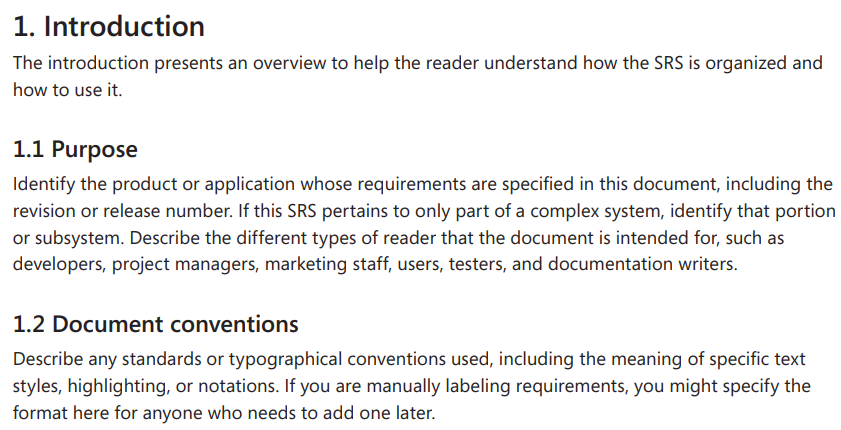 1. Introduction
The introduction presents an overview to help the reader understand how the SRS is organized and
how to use it.
1.1 Purpose
Identify the product or application whose requirements are specified in this document, including the
revision or release number. If this SRS pertains to only part of a complex system, identify that portion
or subsystem. Describe the different types of reader that the document is intended for, such as
developers, project managers, marketing staff, users, testers, and documentation writers.
1.2 Document conventions
Describe any standards or typographical conventions used, including the meaning of specific text
styles, highlighting, or notations. If you are manually labeling requirements, you might specify the
format here for anyone who needs to add one later.